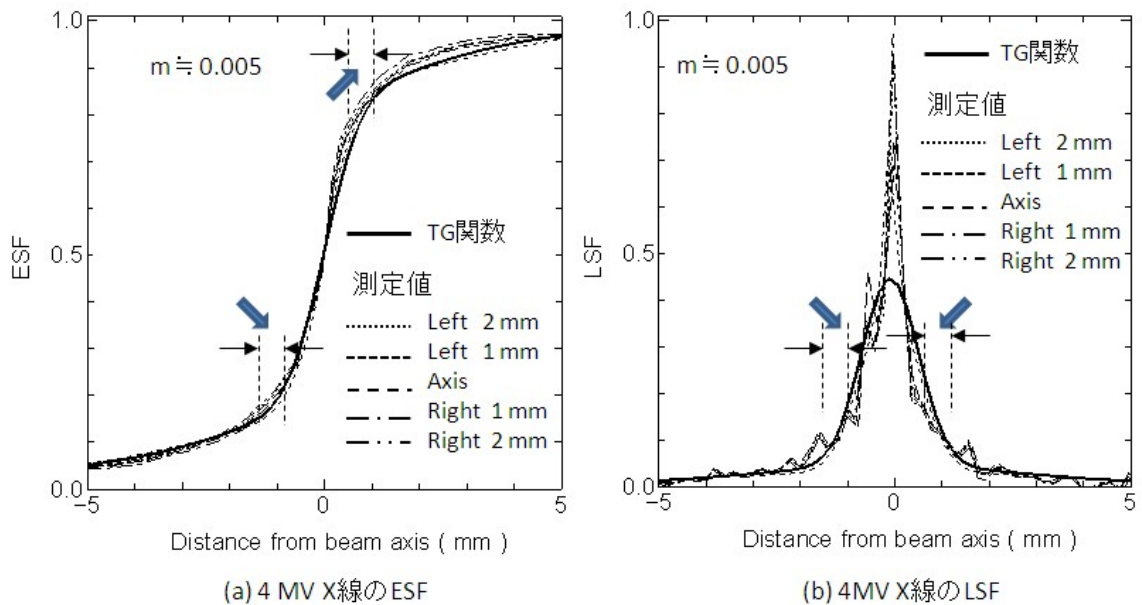 1.0
m≒0.005
ESF
0.5
TG関数
測定値
Left 2 mm
Left 1 mm
Axis
Right 1 mm
Right 2 mm
0.0
−5
0
5
Distance from beam axis ( mm )
(a) 4 MV X線のESF
1.0
m≒0.005
TG関数
測定値
Left 2 mm
Left 1 mm
Axis
Right 1 mm
Right 2 mm
LSF
0.5
0.0
−5
0
5
Distance from beam axis ( mm )
(b) 4MV X線のLSF